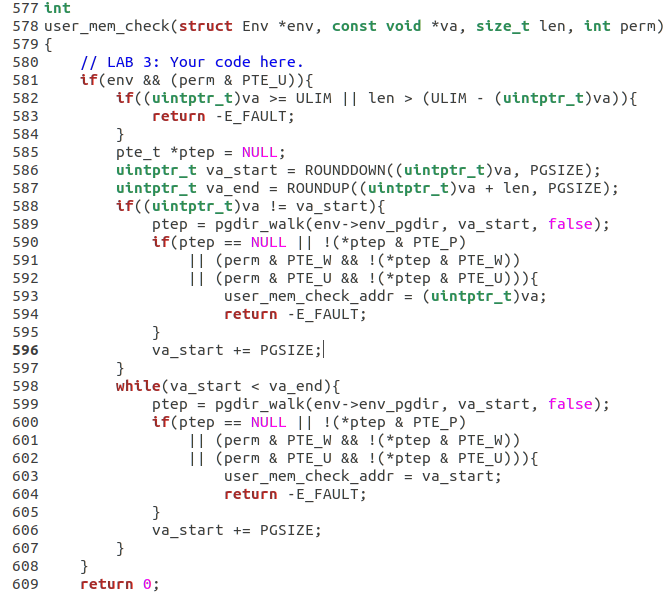 577 int
578 user_mem_check(struct Env *env, const void *va, size_t len, int perm)
579 {
580     // LAB 3: Your code here.
581     if(env && (perm & PTE_U)){
582         if((uintptr_t)va >= ULIM || len > (ULIM - (uintptr_t)va)){
583             return -E_FAULT;
584         }
585         pte_t *ptep = NULL;
586         uintptr_t va_start = ROUNDDOWN((uintptr_t)va, PGSIZE);
587         uintptr_t va_end = ROUNDUP((uintptr_t)va + len, PGSIZE);
588         if((uintptr_t)va != va_start){
589             ptep = pgdir_walk(env->env_pgdir, va_start, false);
590             if(ptep == NULL || !(*ptep & PTE_P)
591                 || (perm & PTE_W && !(*ptep & PTE_W))
592                 || (perm & PTE_U && !(*ptep & PTE_U))){
593                     user_mem_check_addr = (uintptr_t)va;
594                     return -E_FAULT;
595             }
596             va_start += PGSIZE;
597         }
598         while(va_start < va_end){
599             ptep = pgdir_walk(env->env_pgdir, va_start, false);
600             if(ptep == NULL || !(*ptep & PTE_P)
601                 || (perm & PTE_W && !(*ptep & PTE_W))
602                 || (perm & PTE_U && !(*ptep & PTE_U))){
603                     user_mem_check_addr = va_start;
604                     return -E_FAULT;
605             }
606             va_start += PGSIZE;
607         }
608     }
609     return 0;